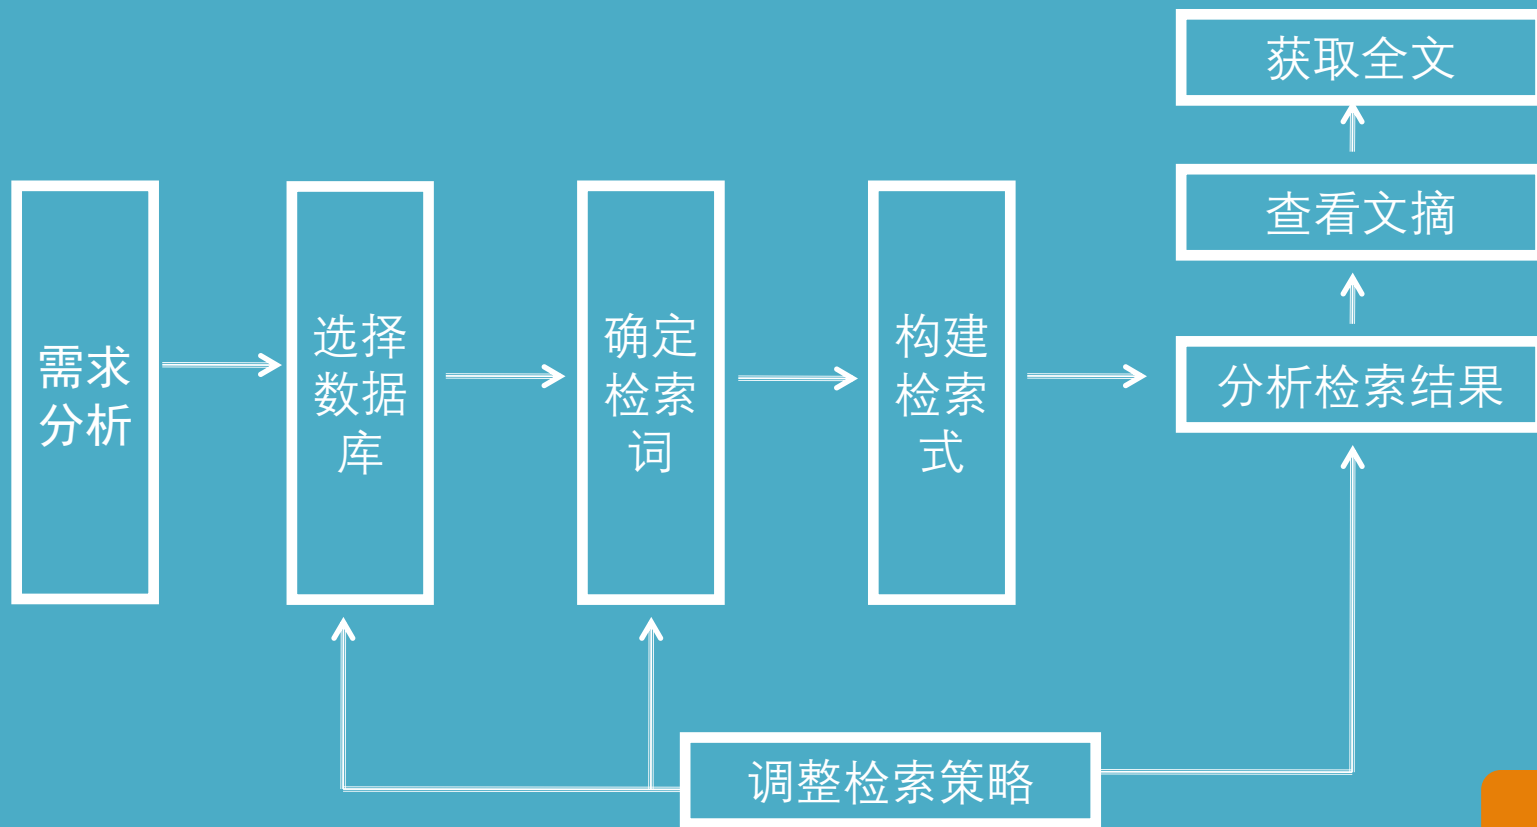 需求
分析
选择
数据
库
确定
检索
词
构建
检索
式
获取全文
查看文摘
分析检索结果
调整检索策略